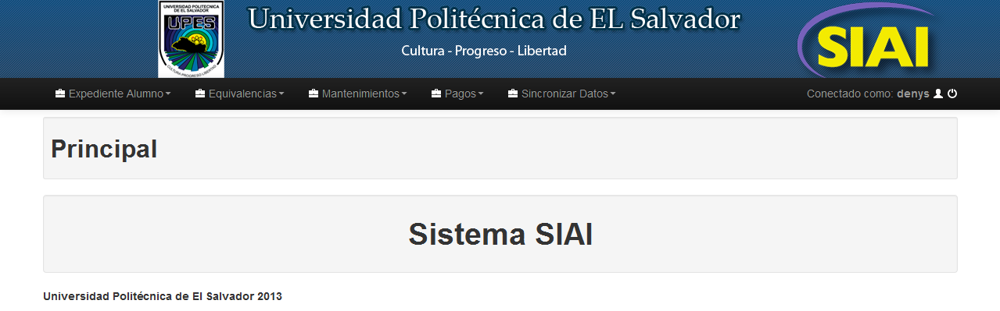 UNIVERSIDAD POLITECNICA
DE EL SALVADOR
UPES
CULTURA PROGRESO LIBERTAD
Universidad Politécnica de EL Salvador
Cultura - Progreso - Libertad
SIAI
Expediente Alumno Equivalencias Mantenimientos Pagos Sincronizar Datos Conectado como: denys
Principal
Sistema SIAI
Universidad Politécnica de El Salvador 2013